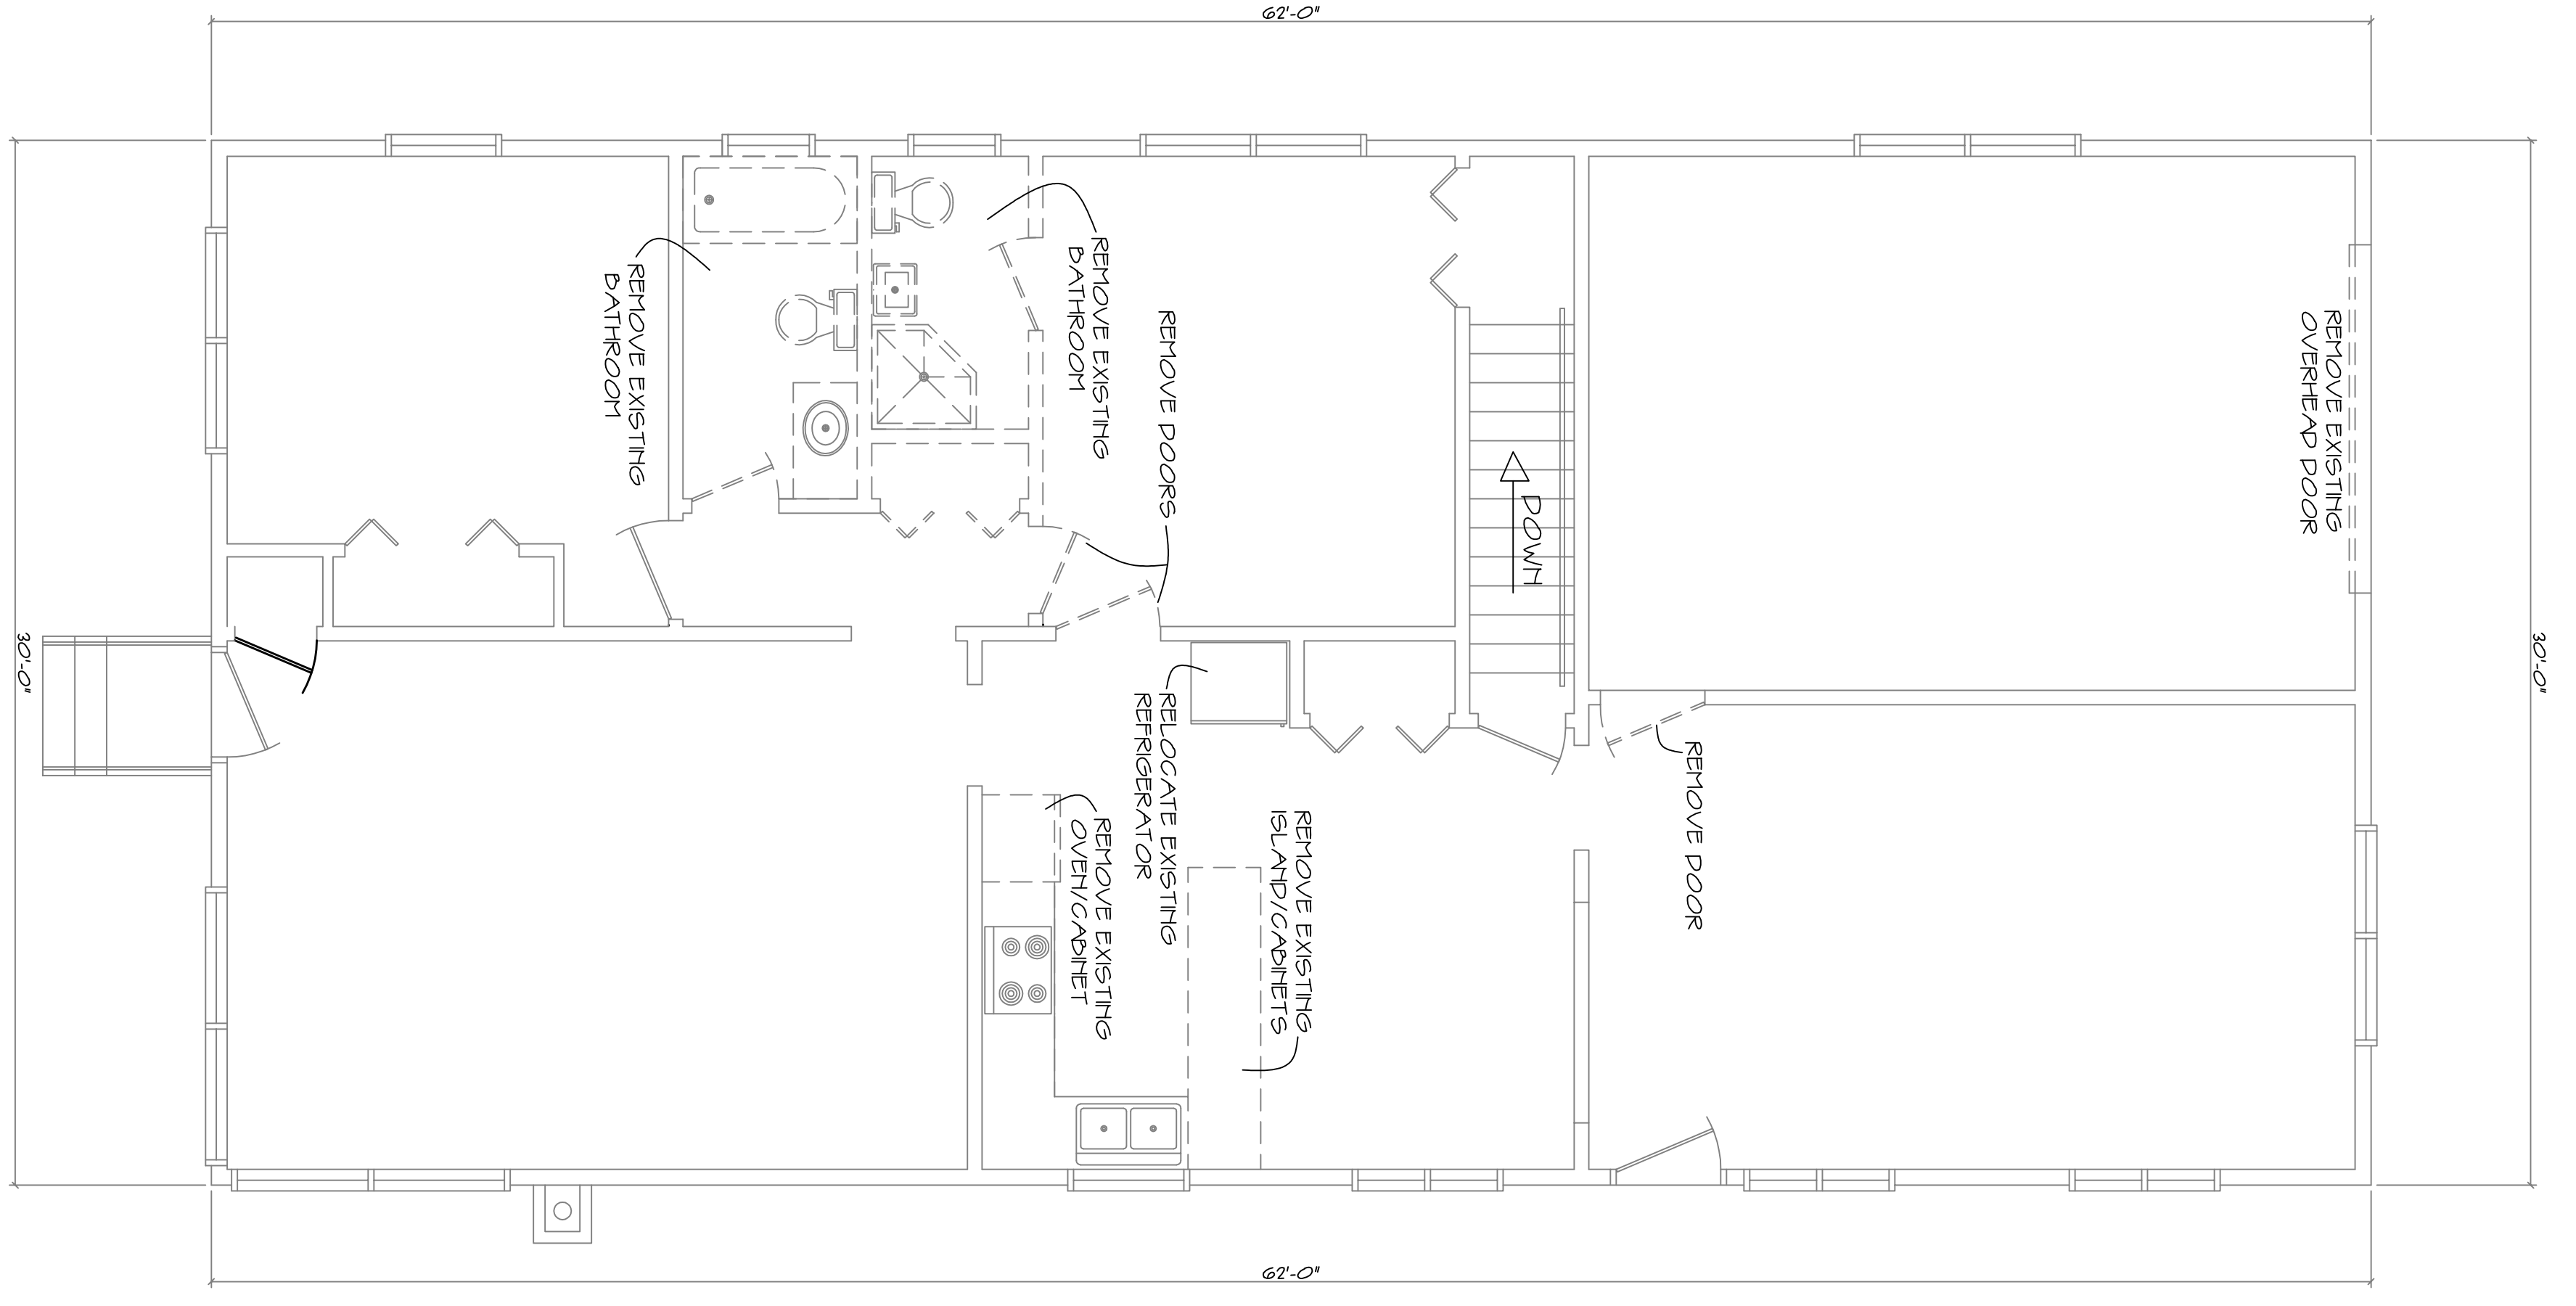 62'-0"
30'-0"
30'-0"
REMOVE EXISTING
BATHROOM
REMOVE EXISTING
BATHROOM
REMOVE DOORS
DOWN
REMOVE EXISTING
OVERHEAD DOOR
RELOCATE EXISTING
REFRIGERATOR
REMOVE DOOR
REMOVE EXISTING
OVEN/CABINET
REMOVE EXISTING
ISLAND/CABINETS
62'-0"